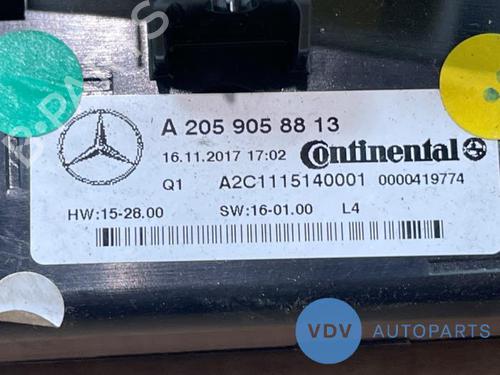 A 205 905 88 13
16.11.2017 17:02 Continental
Q1 A2C1115140001 0000419774
HW:15-28.00 SW:16-01.00 L4
VDV AUTOPARTS